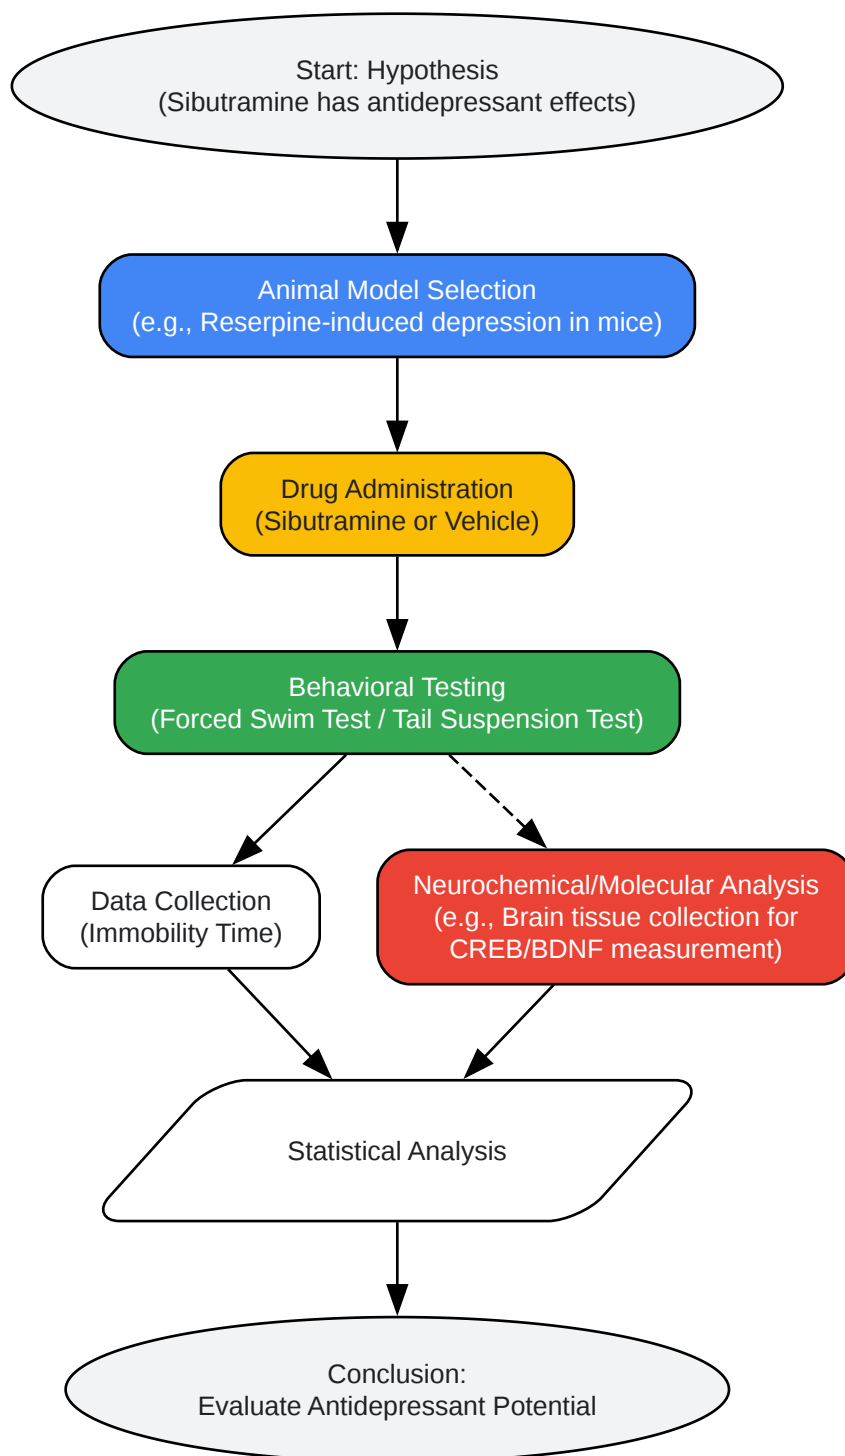 Start: Hypothesis
(Sibutramine has antidepressant effects)
Animal Model Selection
(e.g., Reserpine-induced depression in mice)
Drug Administration
(Sibutramine or Vehicle)
Behavioral Testing
(Forced Swim Test / Tail Suspension Test)
Data Collection
(Immobility Time)
Neurochemical/Molecular Analysis
(e.g., Brain tissue collection for
CREB/BDNF measurement)
Statistical Analysis
Conclusion:
Evaluate Antidepressant Potential